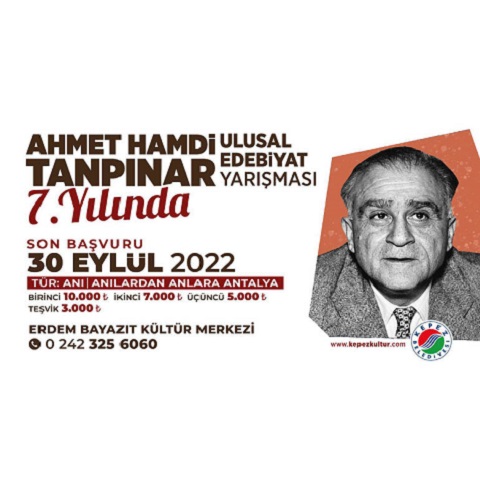 AHMET HAMDİ TANPINAR
ULUSAL EDEBİYAT YARIŞMASI
7.Yılında
SON BAŞVURU
30 EYLÜL 2022
TÜR: ANI | ANILARDAN ANLARA ANTALYA
BİRİNCİ 10.000 ₺ İKİNCİ 7.000 ₺ ÜÇÜNCÜ 5.000 ₺
TEŞVİK 3.000 ₺
ERDEM BAYAZIT KÜLTÜR MERKEZİ
0 242 325 6060
www.kepezkultur.com
KEPEZ
BELEDİYESİ